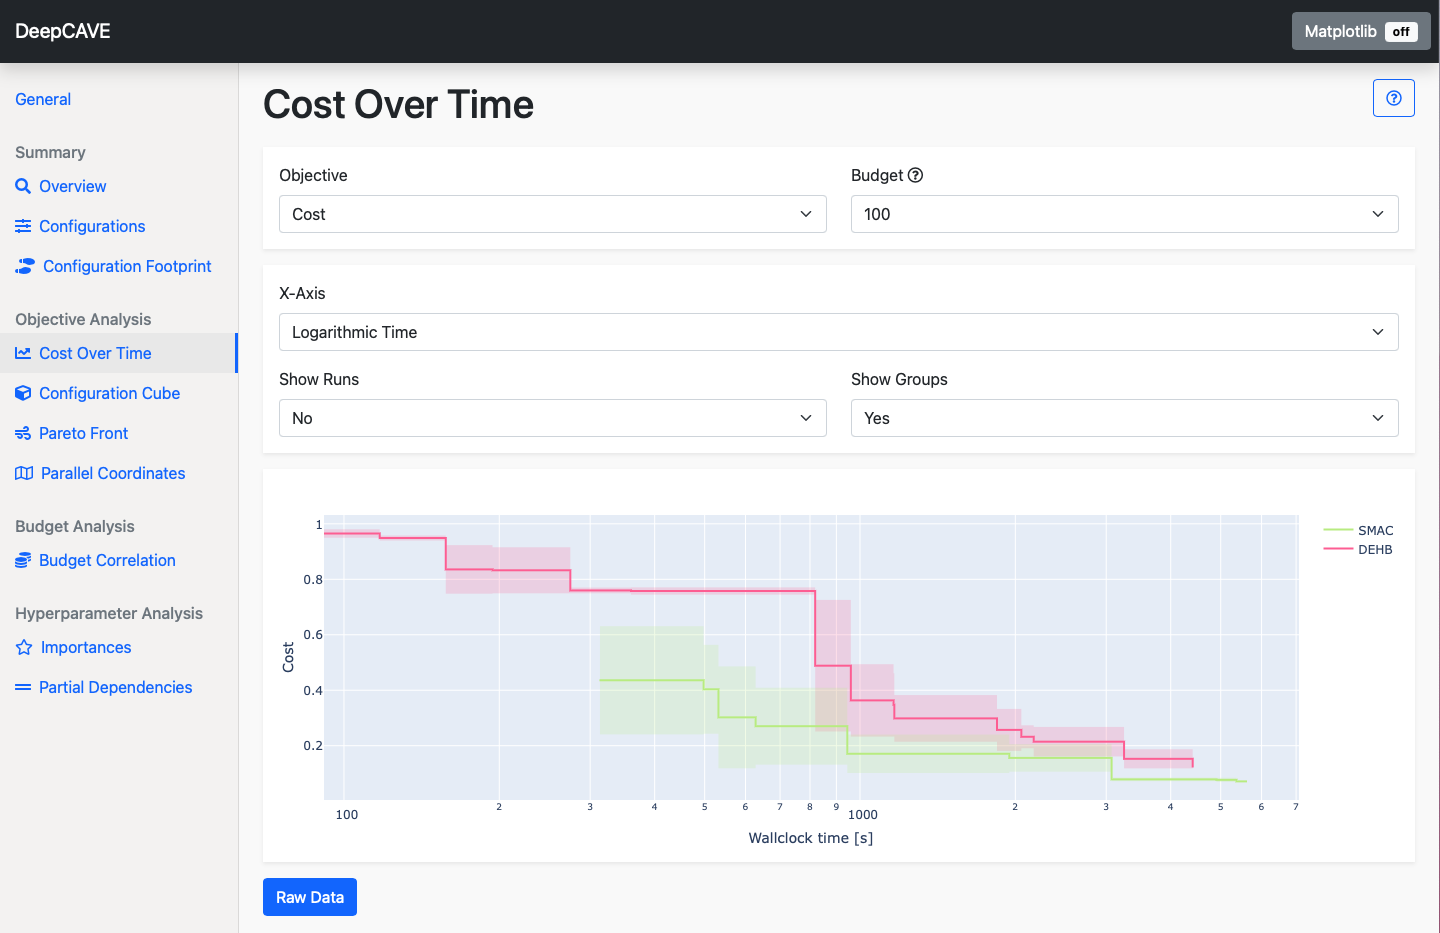 DeepCAVE
Matplotlib off
General
Summary
Overview
Configurations
Configuration Footprint
Objective Analysis
Cost Over Time
Configuration Cube
Pareto Front
Parallel Coordinates
Budget Analysis
Budget Correlation
Hyperparameter Analysis
Importances
Partial Dependencies
Cost Over Time
Objective
Budget
Cost
100
X-Axis
Logarithmic Time
Show Runs
Show Groups
No
Yes
1
0.8
0.6
0.4
0.2
Cost
SMAC
DEHB
2 3 4 5 6 7 8 9 2 3 4 5 6 7
100 1000
Wallclock time [s]
Raw Data